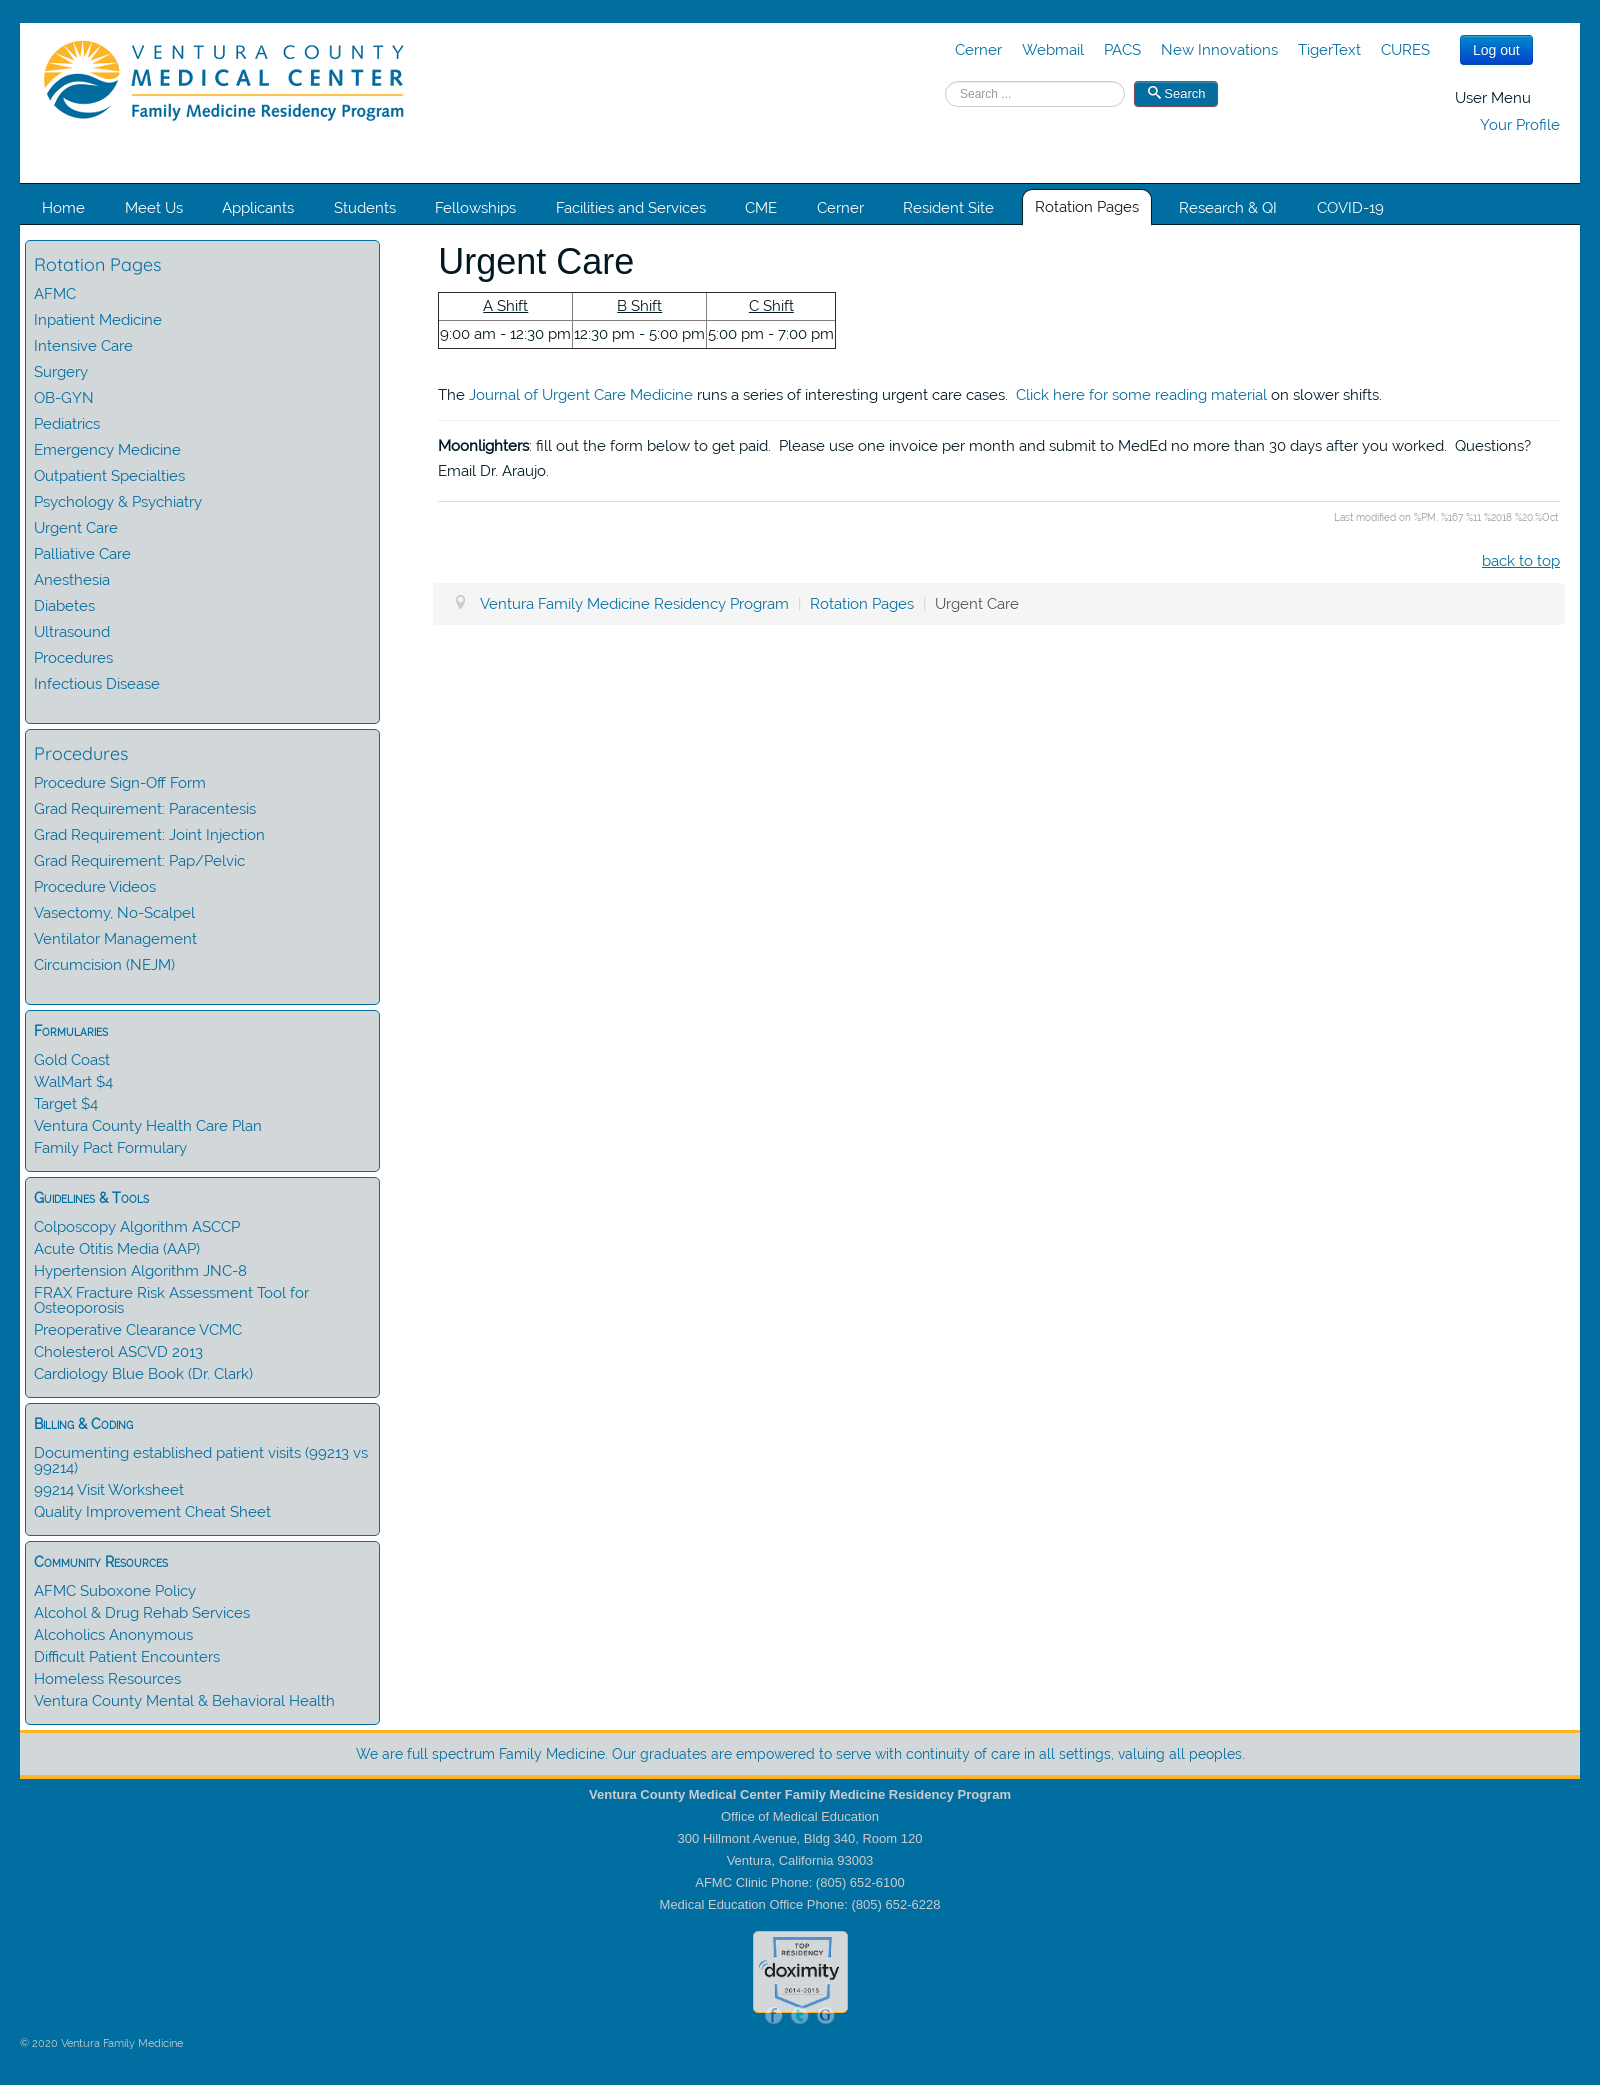 VENTURA COUNTY
MEDICAL CENTER
Family Medicine Residency Program
Cerner Webmail PACS New Innovations TigerText CURES Log out
Search ... Search
User Menu
Your Profile
Home Meet Us Applicants Students Fellowships Facilities and Services CME Cerner Resident Site Rotation Pages Research & QI COVID-19
Rotation Pages
AFMC
Inpatient Medicine
Intensive Care
Surgery
OB-GYN
Pediatrics
Emergency Medicine
Outpatient Specialties
Psychology & Psychiatry
Urgent Care
Palliative Care
Anesthesia
Diabetes
Ultrasound
Procedures
Infectious Disease
Procedures
Procedure Sign-Off Form
Grad Requirement: Paracentesis
Grad Requirement: Joint Injection
Grad Requirement: Pap/Pelvic
Procedure Videos
Vasectomy, No-Scalpel
Ventilator Management
Circumcision (NEJM)
Formularies
Gold Coast
WalMart $4
Target $4
Ventura County Health Care Plan
Family Pact Formulary
Guidelines & Tools
Colposcopy Algorithm ASCCP
Acute Otitis Media (AAP)
Hypertension Algorithm JNC-8
FRAX Fracture Risk Assessment Tool for
Osteoporosis
Preoperative Clearance VCMC
Cholesterol ASCVD 2013
Cardiology Blue Book (Dr. Clark)
Billing & Coding
Documenting established patient visits (99213 vs
99214)
99214 Visit Worksheet
Quality Improvement Cheat Sheet
Community Resources
AFMC Suboxone Policy
Alcohol & Drug Rehab Services
Alcoholics Anonymous
Difficult Patient Encounters
Homeless Resources
Ventura County Mental & Behavioral Health
Urgent Care
A Shift B Shift C Shift
9:00 am - 12:30 pm 12:30 pm - 5:00 pm 5:00 pm - 7:00 pm
The Journal of Urgent Care Medicine runs a series of interesting urgent care cases. Click here for some reading material on slower shifts.
Moonlighters: fill out the form below to get paid. Please use one invoice per month and submit to MedEd no more than 30 days after you worked. Questions?
Email Dr. Araujo.
Last modified on %PM, %167 %11 %2018 %20:%Oct
back to top
Ventura Family Medicine Residency Program | Rotation Pages | Urgent Care
We are full spectrum Family Medicine. Our graduates are empowered to serve with continuity of care in all settings, valuing all peoples.
Ventura County Medical Center Family Medicine Residency Program
Office of Medical Education
300 Hillmont Avenue, Bldg 340, Room 120
Ventura, California 93003
AFMC Clinic Phone: (805) 652-6100
Medical Education Office Phone: (805) 652-6228
TOP
RESIDENCY
doximity
2014-2015
f t G
© 2020 Ventura Family Medicine